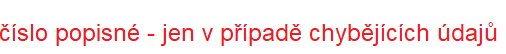 číslo popisné - jen v případě chybějících údajů